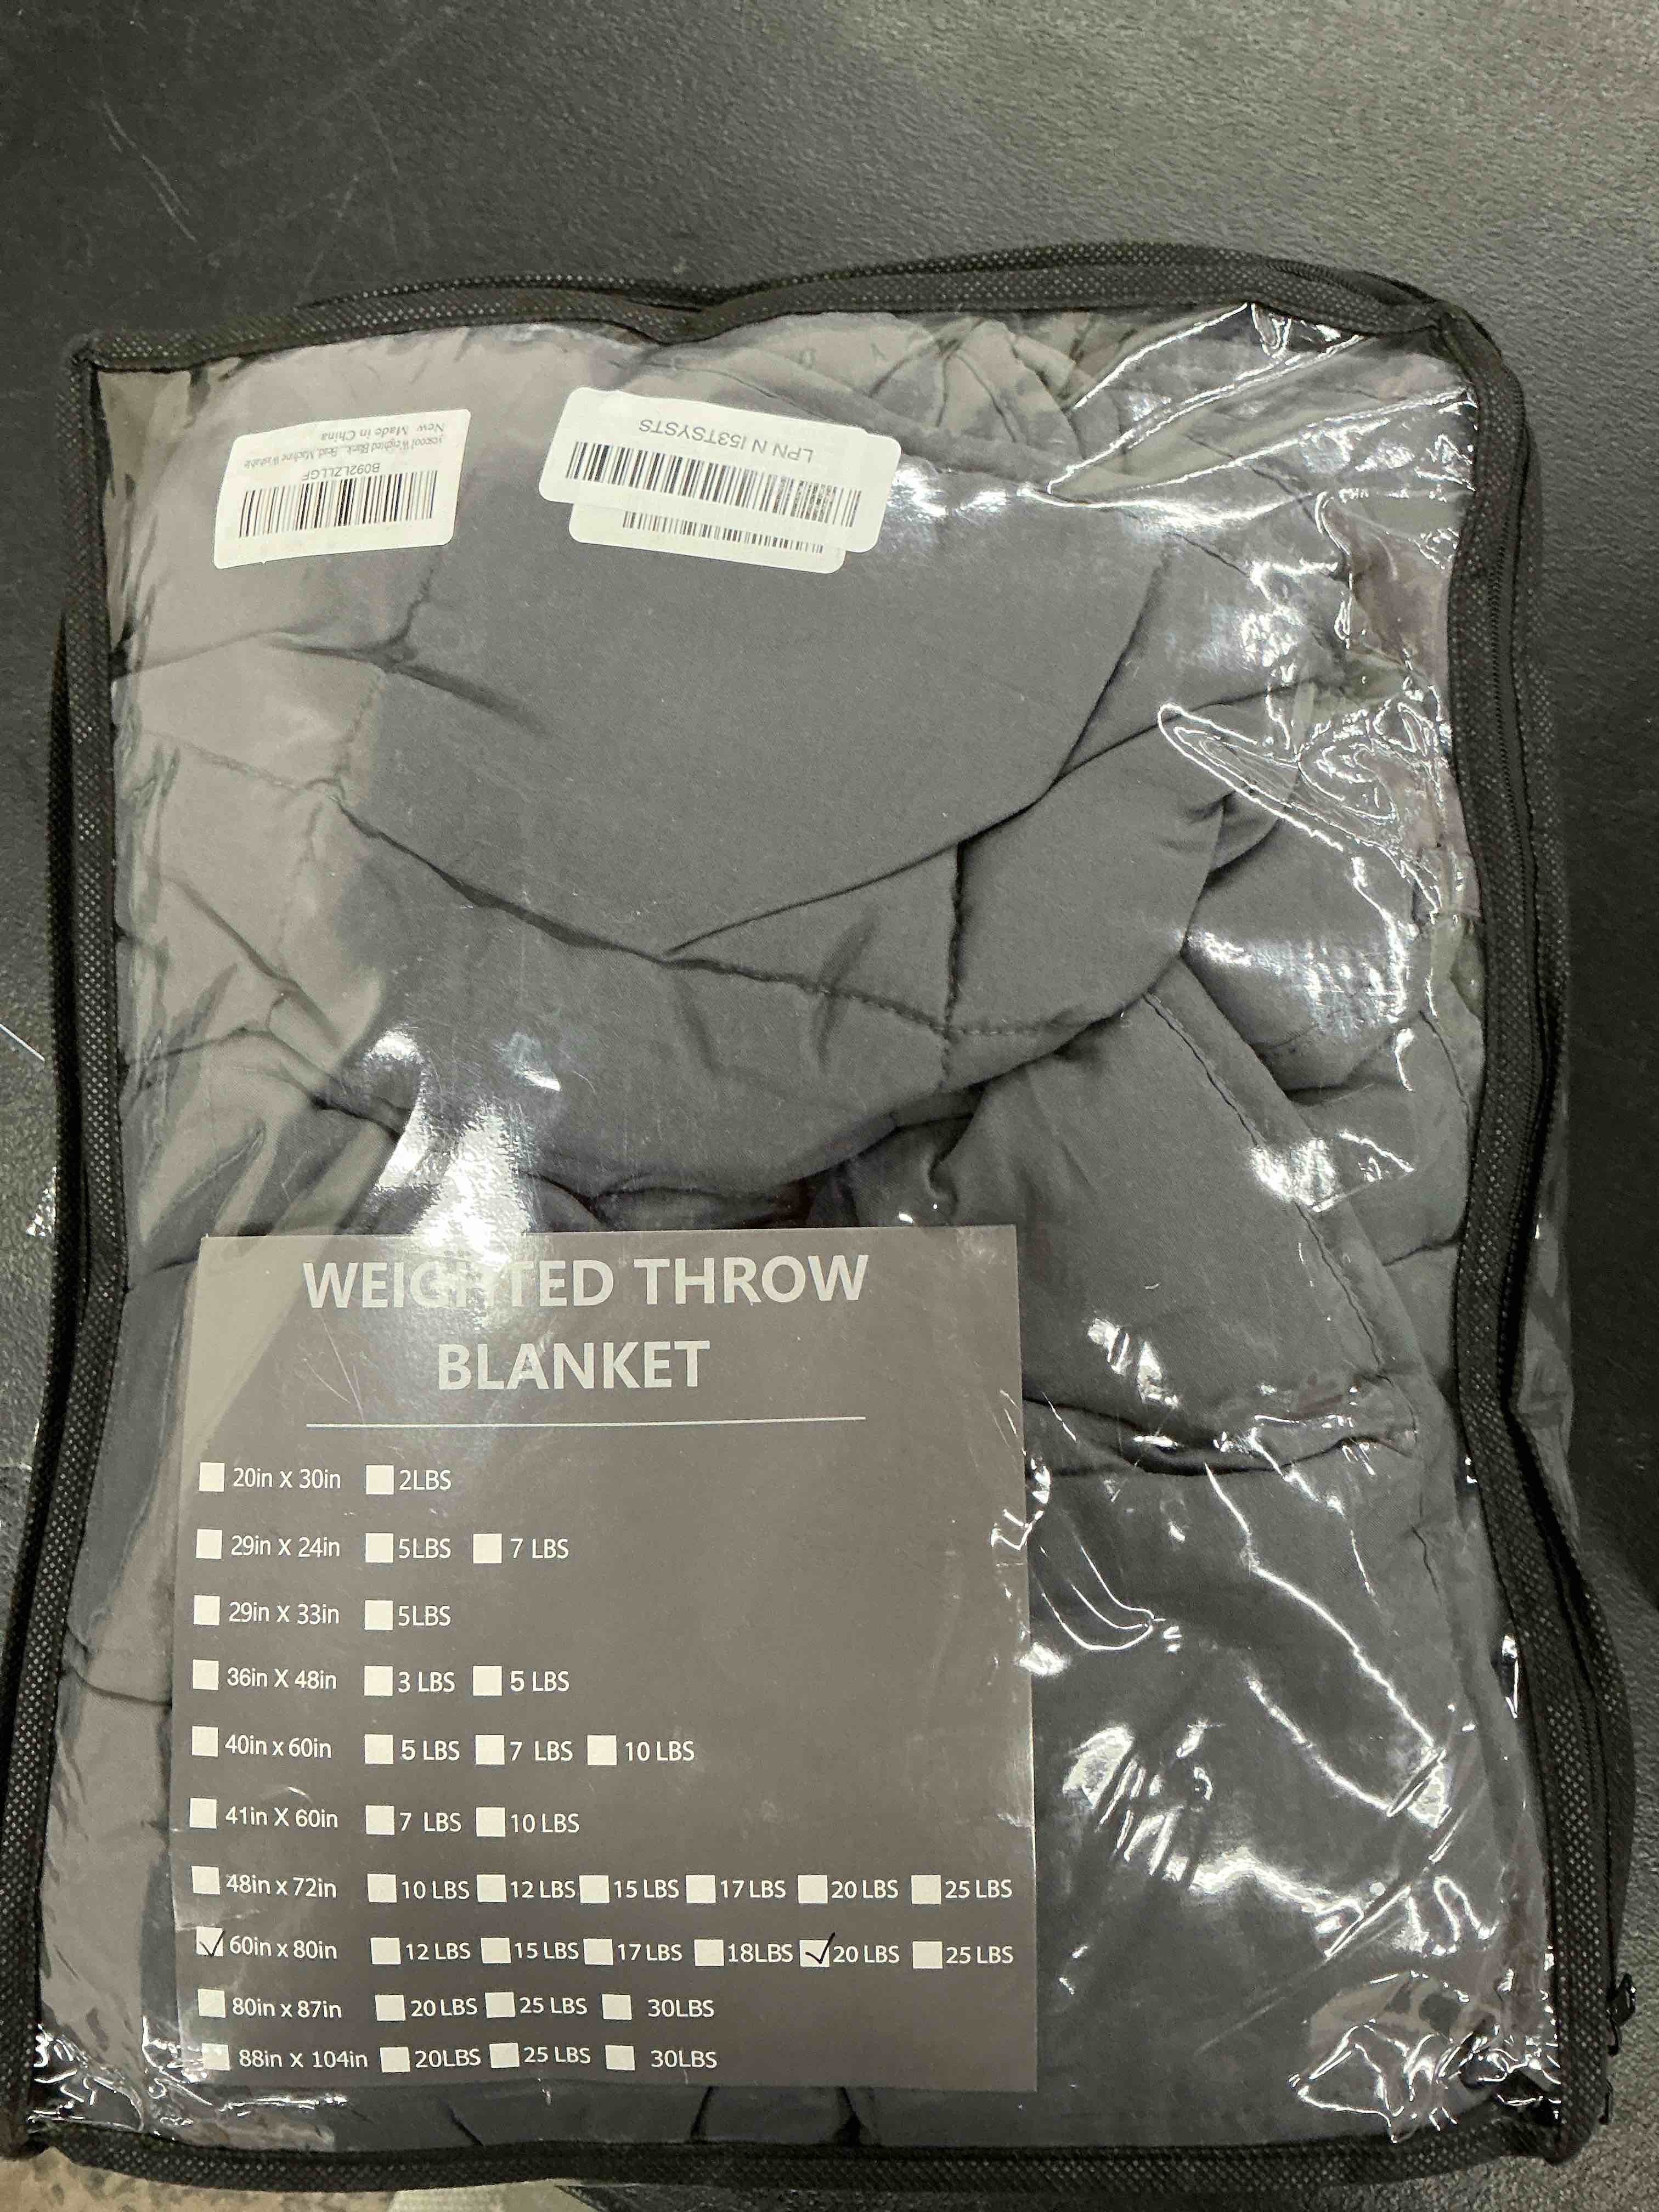 LPN N I53TSYSTS
B092LZLLGF
Weighted Blank...Bed, Machine Washable
New Made in China
WEIGHTED THROW
BLANKET
20in X 30in 2LBS
29in X 24in 5LBS 7 LBS
29in X 33in 5LBS
36in X 48in 3 LBS 5 LBS
40in x 60in 5 LBS 7 LBS 10 LBS
41in X 60in 7 LBS 10 LBS
48in x 72in 10 LBS 12 LBS 15 LBS 17 LBS 20 LBS 25 LBS
60in x 80in 12 LBS 15 LBS 17 LBS 18LBS 20 LBS 25 LBS
80in x 87in 20 LBS 25 LBS 30LBS
88in x 104in 20LBS 25 LBS 30LBS